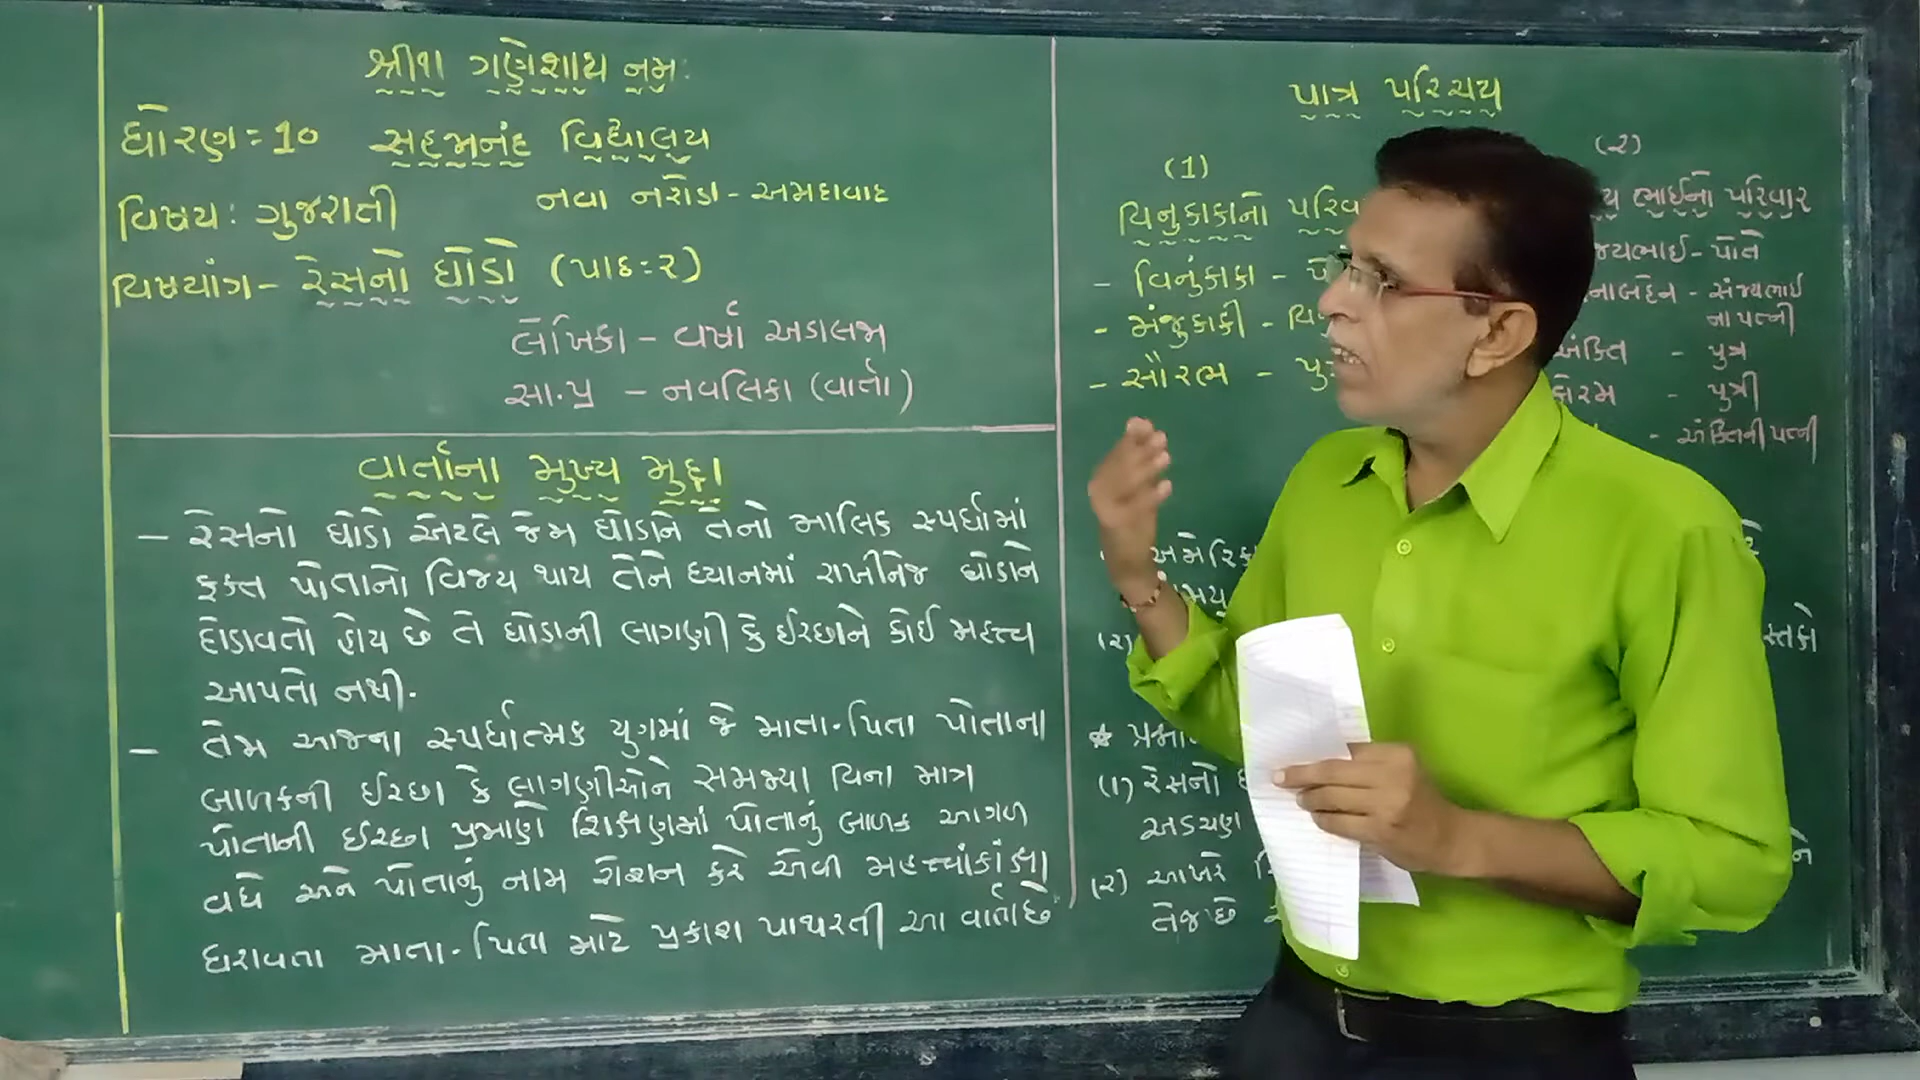 શ્રી ગણેશાય નમ:
ધોરણ = 10 સહજાનંદ વિદ્યાલય
વિષય: ગુજરાતી નવા નરોડા - અમદાવાદ
વિષયાંગ - રેસનો ઘોડો (પાઠ:૨)
લેખિકા - વર્ષા અડાલજા
સા.પ્ર - નવલિકા (વાર્તા)
વાર્તાના મુખ્ય મુદ્દા
- રેસનો ઘોડો એટલે જેમ ઘોડાને તેનો માલિક સ્પર્ધામાં
ફક્ત પોતાનો વિજય થાય તેને ધ્યાનમાં રાખીનેજ ઘોડાને
દોડાવતો હોય છે તે ઘોડાની લાગણી કે ઈચ્છાને કોઈ મહત્ત્વ
આપતો નથી.
- તેમ આજના સ્પર્ધાત્મક યુગમાં જે માતા-પિતા પોતાના
બાળકની ઈચ્છા કે લાગણીઓને સમજ્યા વિના માત્ર
પોતાની ઈચ્છા પ્રમાણે શિક્ષણમાં પોતાનું બાળક આગળ
વધે અને પોતાનું નામ રોશન કરે એવી મહત્ત્વાંકાંક્ષા
ધરાવતા માતા-પિતા માટે પ્રકાશ પાથરતી આ વાર્તા છે
પાત્ર પરિચય
(1)
વિનુકાકાનો
- વિનુંકાકા -
- મંજુકાકી -
- સૌરભ -
(૨)
ભાઈનો પરિવાર
- પોતે
- સંજયભાઈ
ના પત્ની
અંકિત - પુત્ર
- પુત્રી
- અંકિતની પત્ની
(૨)
(૧) રેસનો
અડચણ
(૨) આખરે
તેજ છે